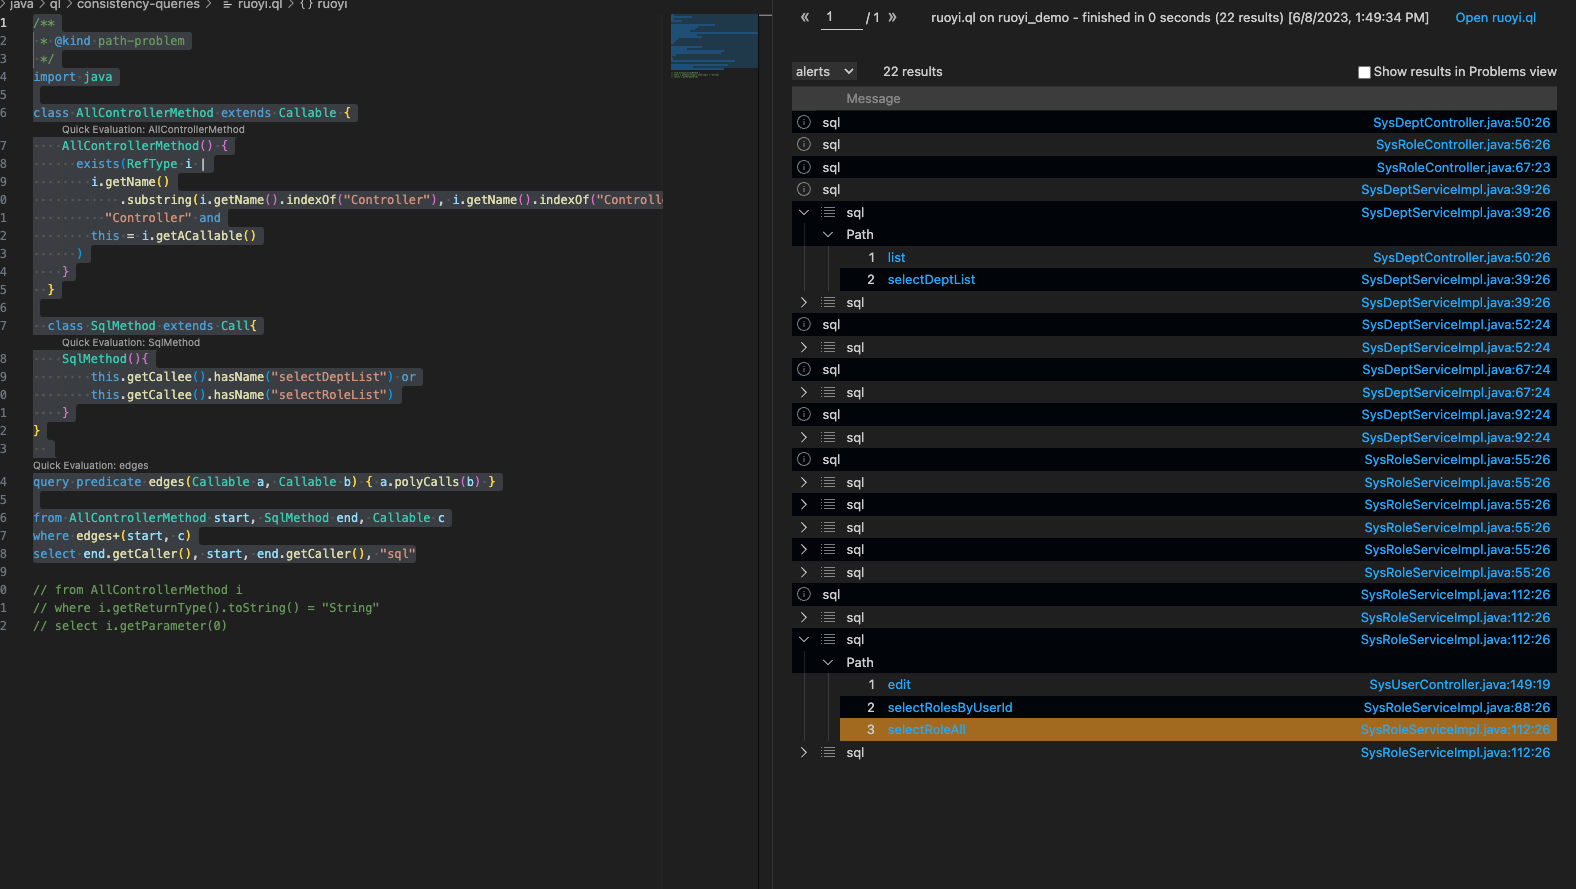 java > ql > consistency-queries > ruoyi.ql > {} ruoyi
1 /**
2 * @kind path-problem
3 */
4 import java
5
6 class AllControllerMethod extends Callable {
Quick Evaluation: AllControllerMethod
7 AllControllerMethod() {
8 exists(RefType i |
9 i.getName()
0 .substring(i.getName().indexOf("Controller"), i.getName().indexOf("Controll
1 "Controller" and
2 this = i.getACallable()
3 )
4 }
5 }
6
7 class SqlMethod extends Call{
Quick Evaluation: SqlMethod
8 SqlMethod(){
9 this.getCallee().hasName("selectDeptList") or
0 this.getCallee().hasName("selectRoleList")
1 }
2 }
3
Quick Evaluation: edges
4 query predicate edges(Callable a, Callable b) { a.polyCalls(b) }
5
6 from AllControllerMethod start, SqlMethod end, Callable c
7 where edges+(start, c)
8 select end.getCaller(), start, end.getCaller(), "sql"
9
0 // from AllControllerMethod i
1 // where i.getReturnType().toString() = "String"
2 // select i.getParameter(0)
« 1 / 1 » ruoyi.ql on ruoyi_demo - finished in 0 seconds (22 results) [6/8/2023, 1:49:34 PM] Open ruoyi.ql
alerts 22 results Show results in Problems view
Message
sql SysDeptController.java:50:26
sql SysRoleController.java:56:26
sql SysRoleController.java:67:23
sql SysDeptServiceImpl.java:39:26
sql SysDeptServiceImpl.java:39:26
Path
1 list SysDeptController.java:50:26
2 selectDeptList SysDeptServiceImpl.java:39:26
sql SysDeptServiceImpl.java:39:26
sql SysDeptServiceImpl.java:52:24
sql SysDeptServiceImpl.java:52:24
sql SysDeptServiceImpl.java:67:24
sql SysDeptServiceImpl.java:67:24
sql SysDeptServiceImpl.java:92:24
sql SysDeptServiceImpl.java:92:24
sql SysRoleServiceImpl.java:55:26
sql SysRoleServiceImpl.java:55:26
sql SysRoleServiceImpl.java:55:26
sql SysRoleServiceImpl.java:55:26
sql SysRoleServiceImpl.java:55:26
sql SysRoleServiceImpl.java:55:26
sql SysRoleServiceImpl.java:112:26
sql SysRoleServiceImpl.java:112:26
sql SysRoleServiceImpl.java:112:26
Path
1 edit SysUserController.java:149:19
2 selectRolesByUserId SysRoleServiceImpl.java:88:26
3 selectRoleAll SysRoleServiceImpl.java:112:26
sql SysRoleServiceImpl.java:112:26